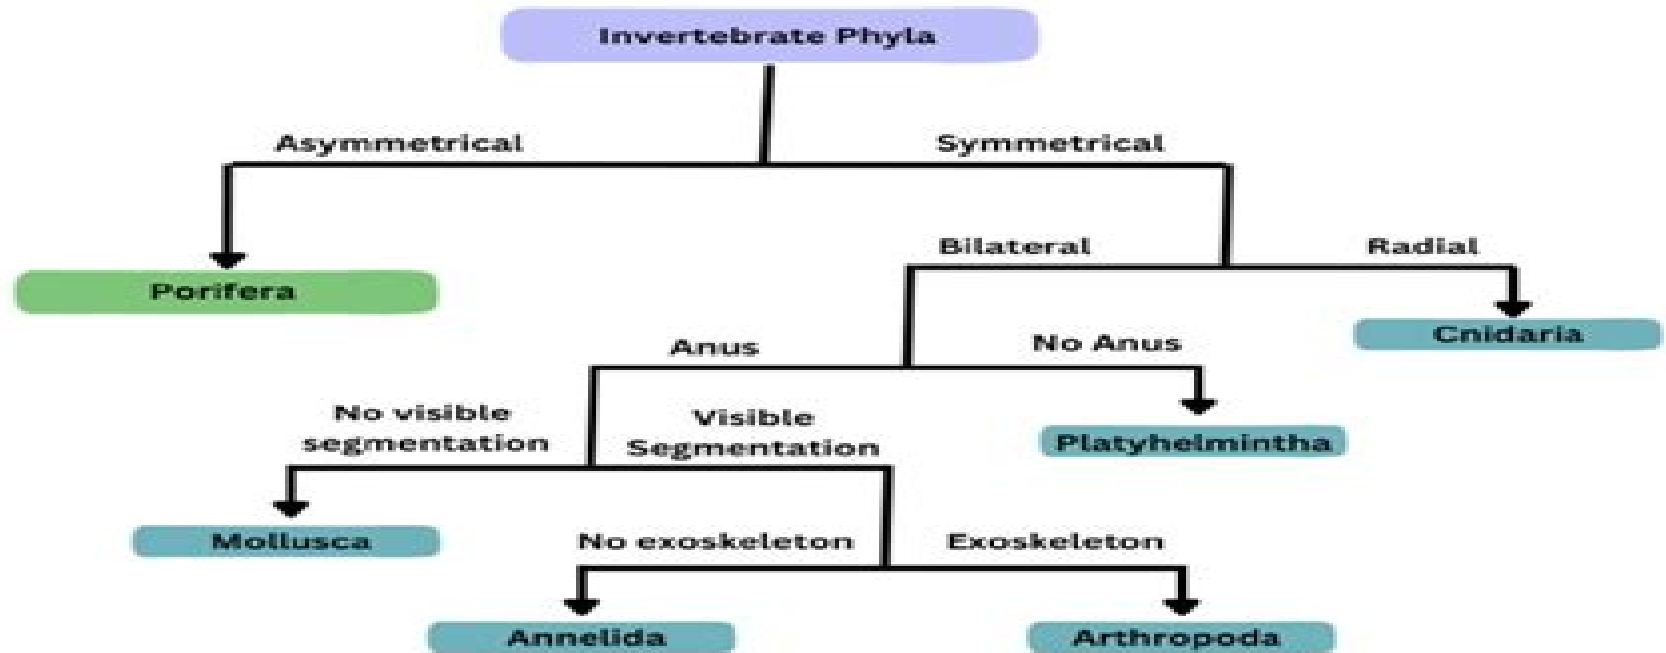 Invertebrate Phyla
Asymmetrical
Symmetrical
Bilateral
Radial
Porifera
Cnidaria
Anus
No Anus
No visible
segmentation
Visible
Segmentation
Platyhelmintha
Mollusca
No exoskeleton
Exoskeleton
Annelida
Arthropoda